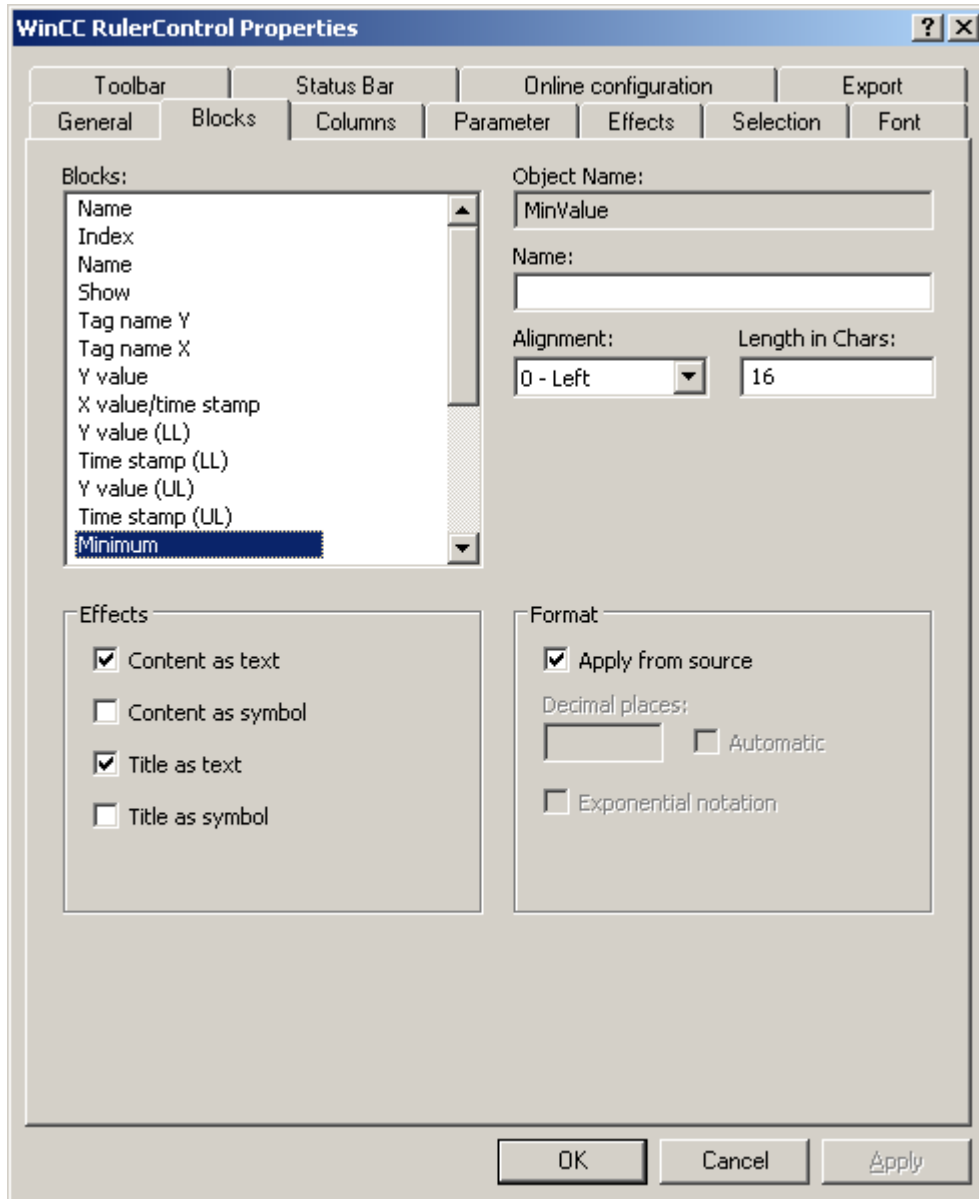 WinCC RulerControl Properties
Toolbar Status Bar Online configuration Export
General Blocks Columns Parameter Effects Selection Font
Blocks:
Name
Index
Name
Show
Tag name Y
Tag name X
Y value
X value/time stamp
Y value (LL)
Time stamp (LL)
Y value (UL)
Time stamp (UL)
Minimum
Object Name:
MinValue
Name:
Alignment: Length in Chars:
0 - Left 16
Effects
Content as text
Content as symbol
Title as text
Title as symbol
Format
Apply from source
Decimal places:
Automatic
Exponential notation
OK Cancel Apply